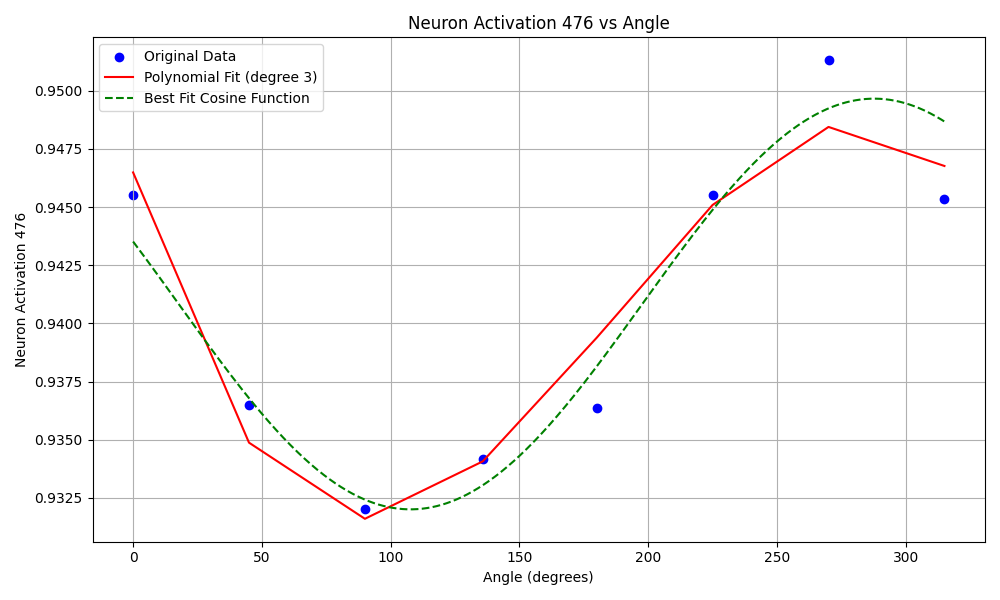 Neuron Activation 476 vs Angle
Original Data
Polynomial Fit (degree 3)
Best Fit Cosine Function
Neuron Activation 476
0.9500
0.9475
0.9450
0.9425
0.9400
0.9375
0.9350
0.9325
0 50 100 150 200 250 300
Angle (degrees)